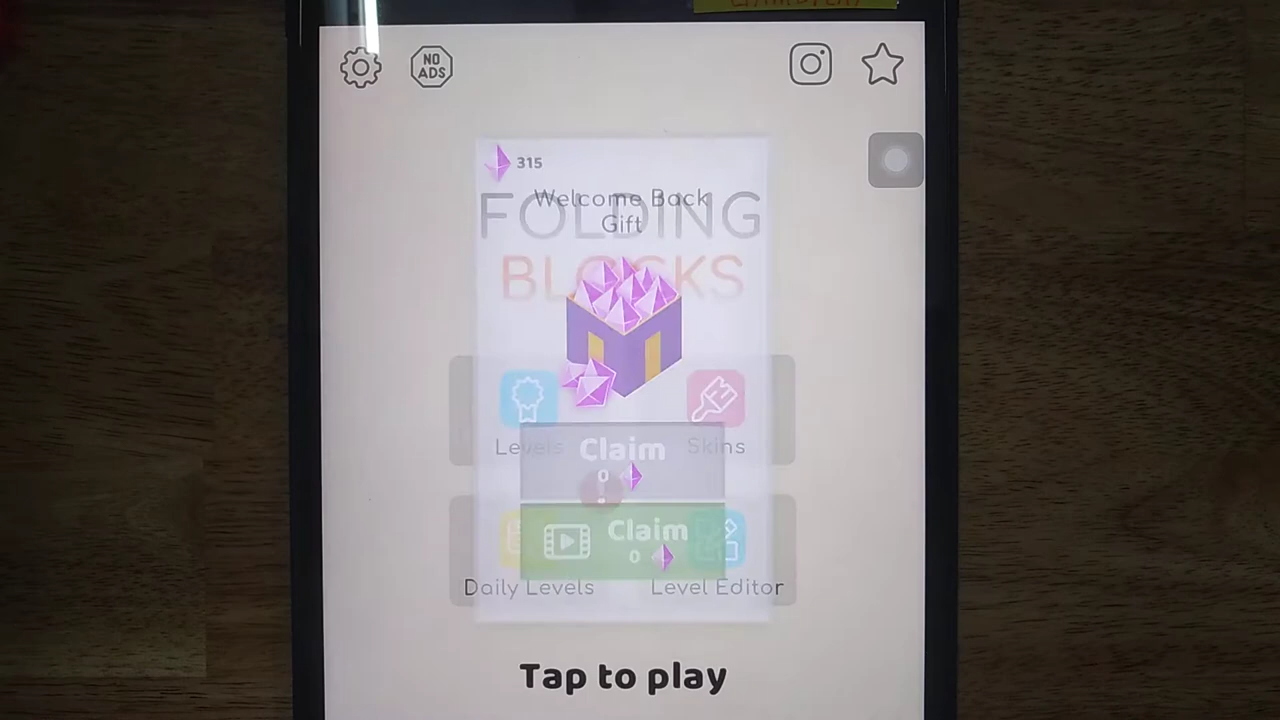 NO
ADS
315
Welcome Back
Gift
FOLDING
BLOCKS
Levels
Skins
Claim
0
Claim
0
Daily Levels
Level Editor
Tap to play